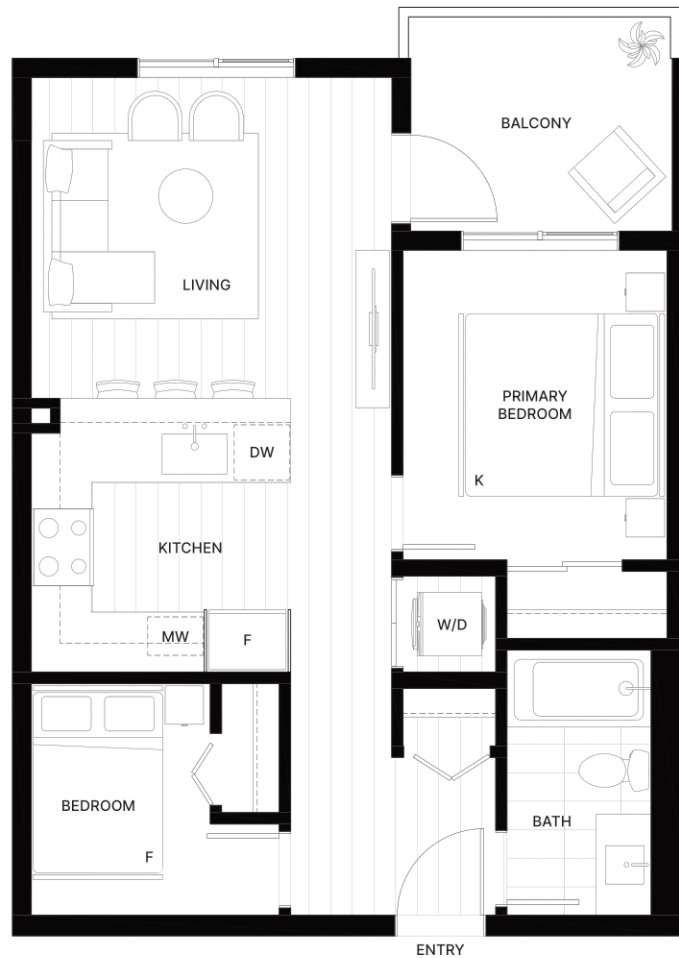 BALCONY
LIVING
PRIMARY
BEDROOM
K
DW
KITCHEN
W/D
MW
F
BEDROOM
F
BATH
ENTRY